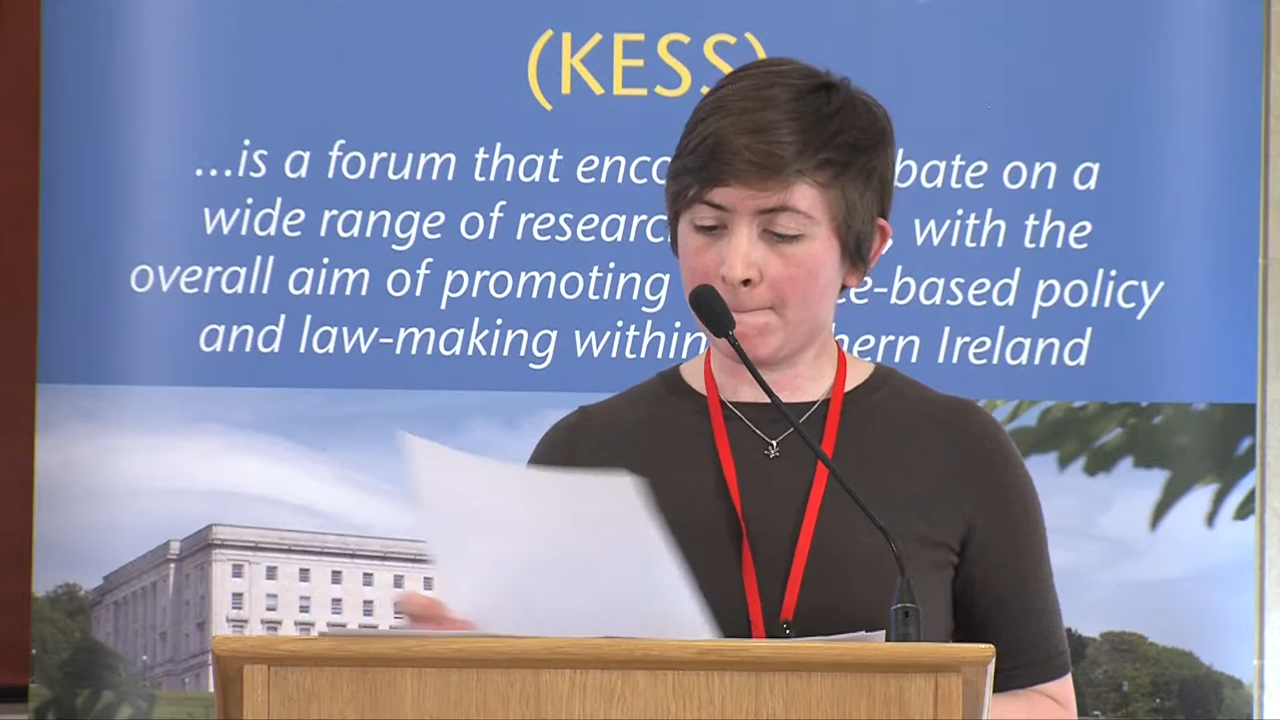 (KESS)
...is a forum that enco bate on a
wide range of researc , with the
overall aim of promoting ce-based policy
and law-making within hern Ireland